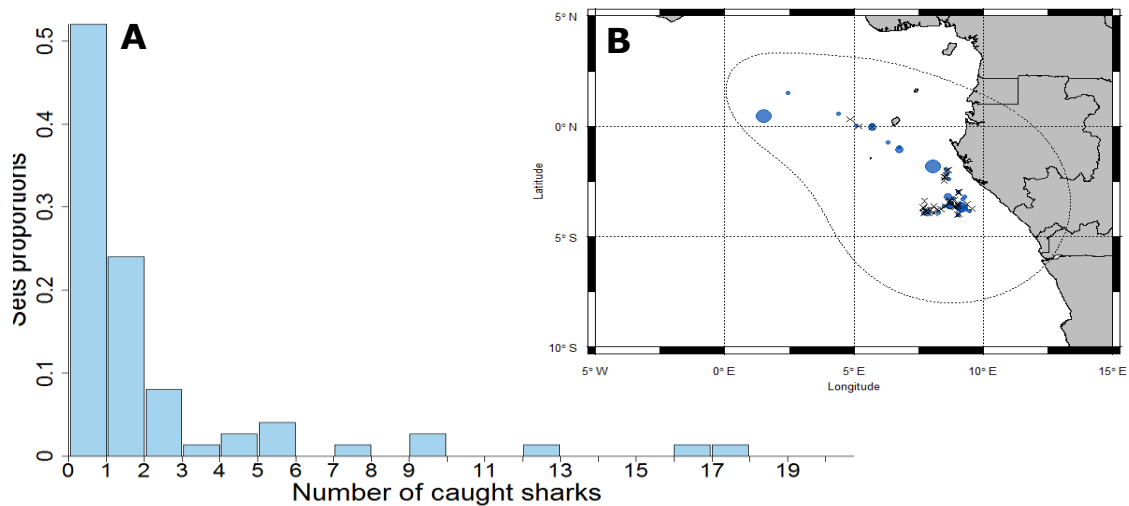 A
Sets proportions
0.5
0.4
0.3
0.2
0.1
0
0 1 2 3 4 5 6 7 8 9 11 13 15 17 19
Number of caught sharks
B
5° N
0° N
5° S
10° S
Latitude
5° W 0° E 5° E 10° E 15° E
Longitude